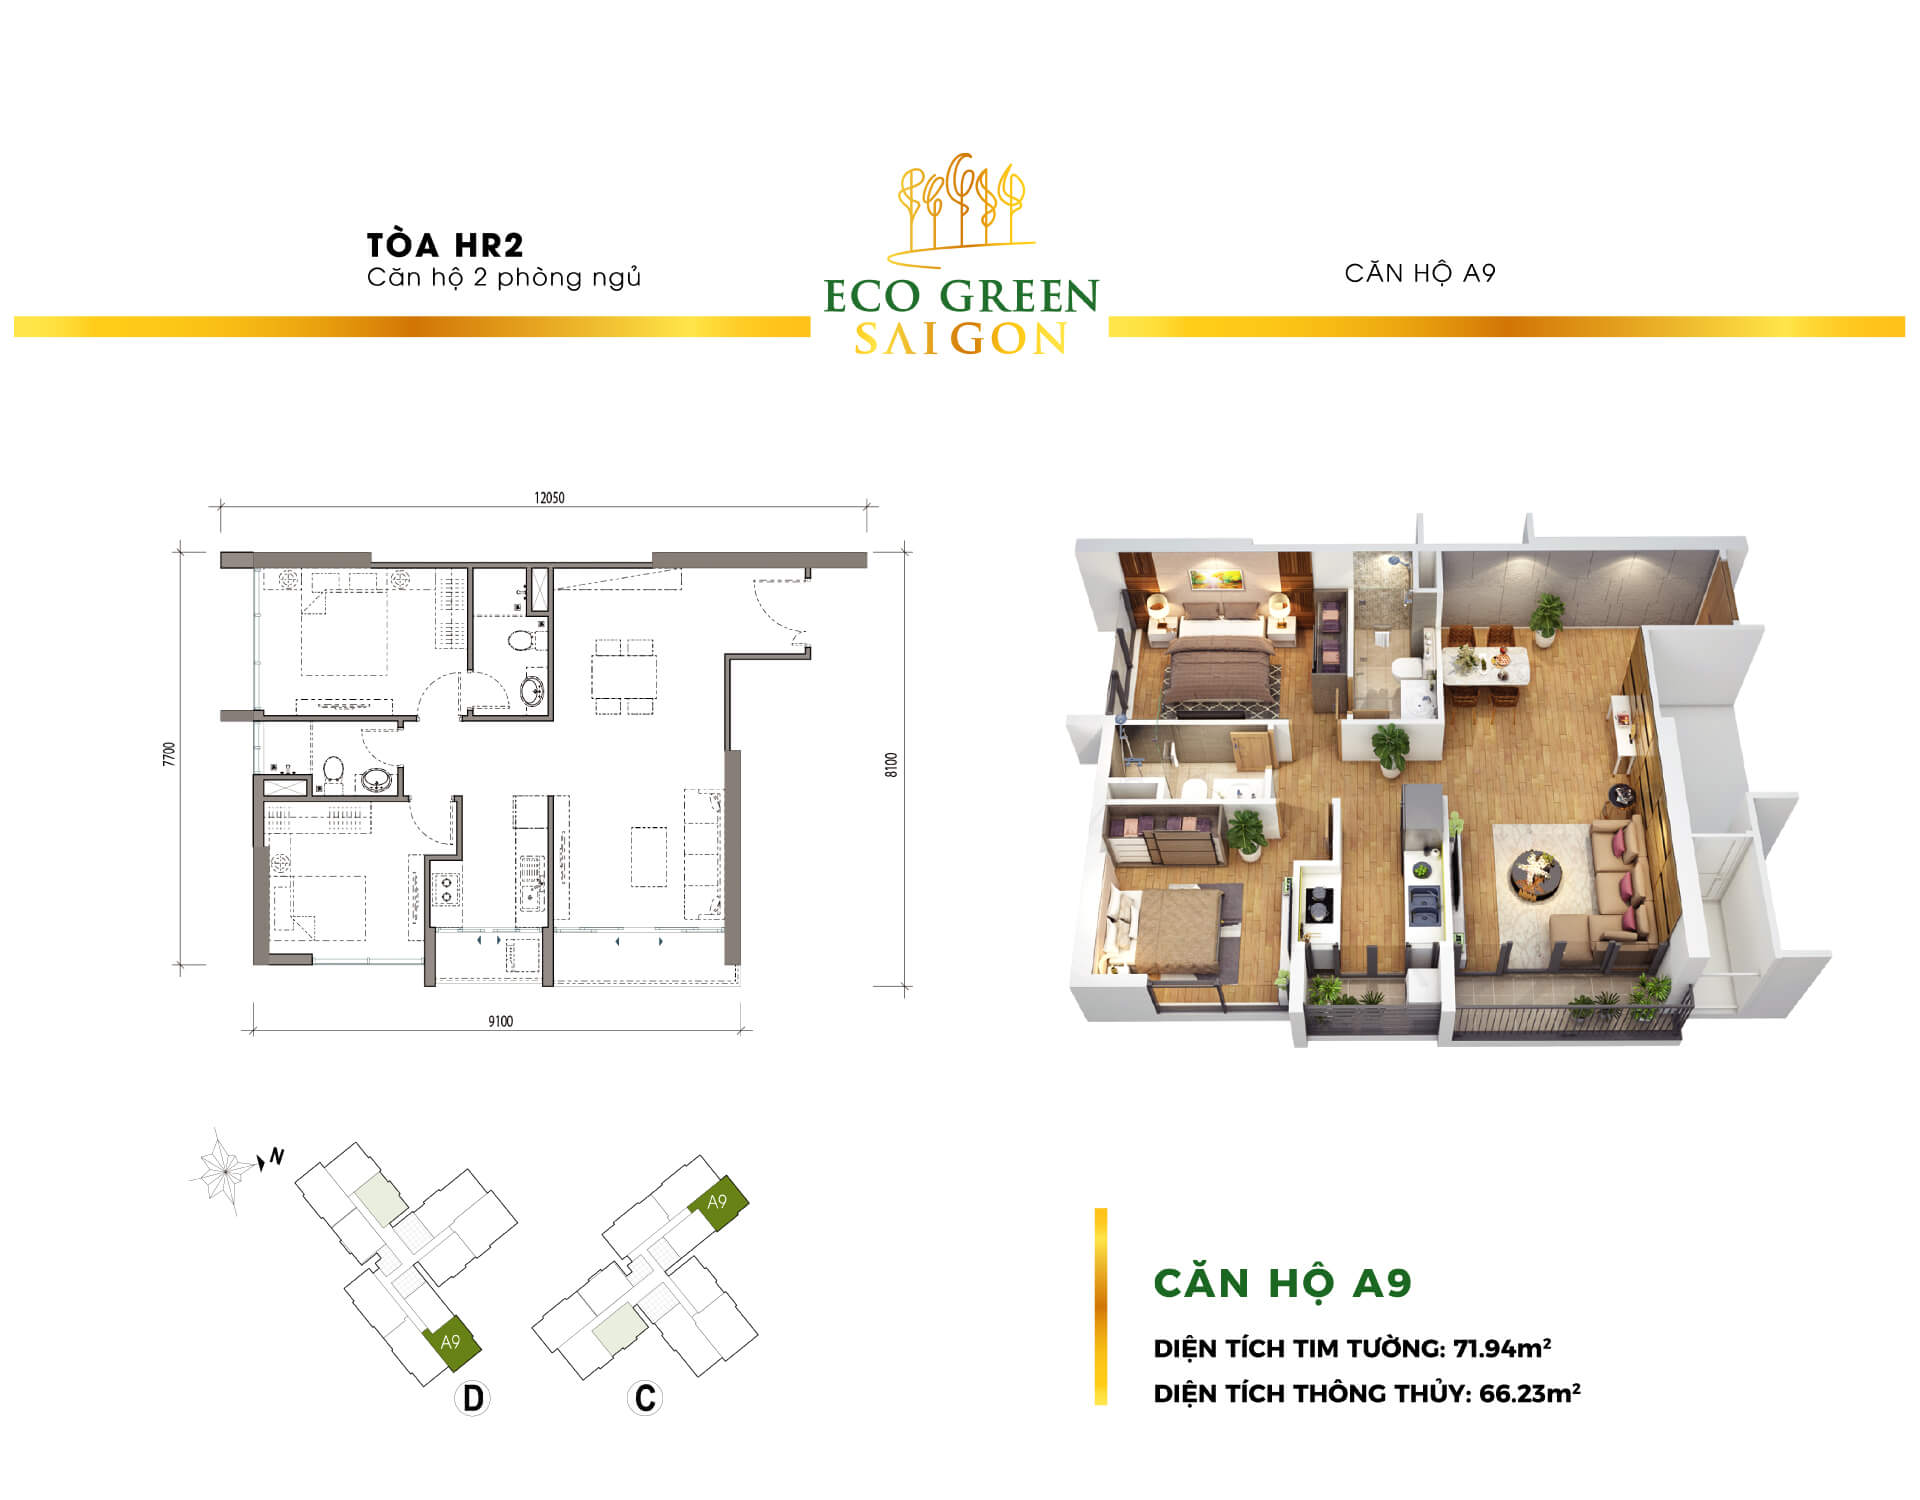 TÒA HR2
Căn hộ 2 phòng ngủ
ECO GREEN
SAIGON
CĂN HỘ A9
12050
7700
8100
9100
N
A9
D
A9
C
CĂN HỘ A9
DIỆN TÍCH TIM TƯỜNG: 71.94m²
DIỆN TÍCH THÔNG THỦY: 66.23m²